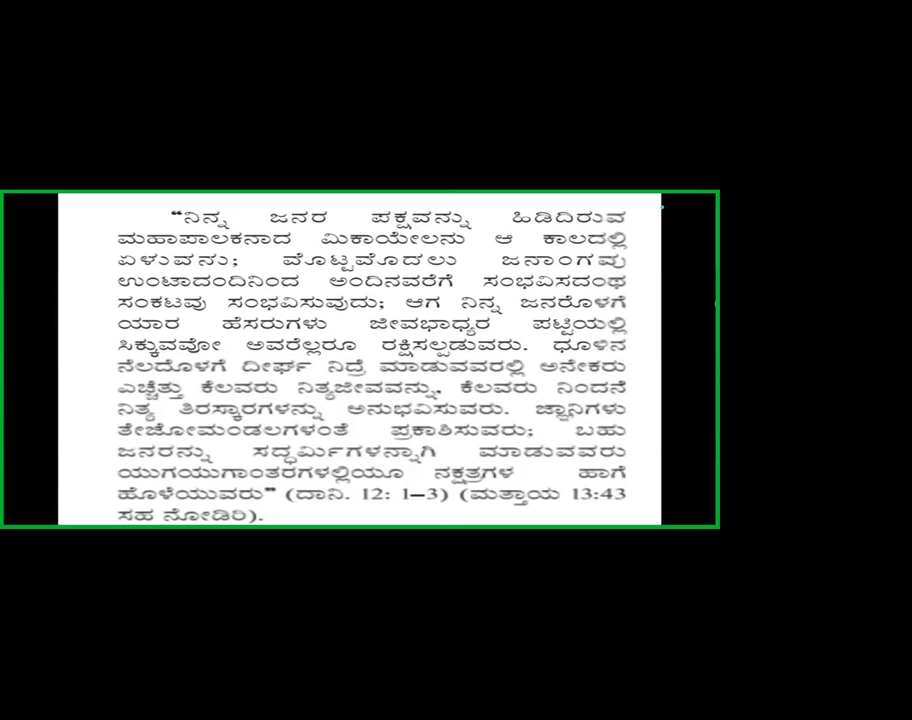 “ನಿನ್ನ ಜನರ ಪಕ್ಷವನ್ನು ಹಿಡಿದಿರುವ
ಮಹಾಪಾಲಕನಾದ ಮಿಕಾಯೇಲನು ಆ ಕಾಲದಲ್ಲಿ
ಏಳುವನು; ಮೊಟ್ಟಮೊದಲು ಜನಾಂಗವು
ಉಂಟಾದಂದಿನಿಂದ ಅಂದಿನವರೆಗೆ ಸಂಭವಿಸದಂಥ
ಸಂಕಟವು ಸಂಭವಿಸುವುದು; ಆಗ ನಿನ್ನ ಜನರೊಳಗೆ
ಯಾರ ಹೆಸರುಗಳು ಜೀವಭಾಧ್ಯರ ಪಟ್ಟಿಯಲ್ಲಿ
ಸಿಕ್ಕುವವೋ ಅವರೆಲ್ಲರೂ ರಕ್ಷಿಸಲ್ಪಡುವರು. ಧೂಳಿನ
ನೆಲದೊಳಗೆ ದೀರ್ಘ ನಿದ್ರೆ ಮಾಡುವವರಲ್ಲಿ ಅನೇಕರು
ಎಚ್ಚೆತ್ತು ಕೆಲವರು ನಿತ್ಯಜೀವವನ್ನು, ಕೆಲವರು ನಿಂದನೆ
ನಿತ್ಯ ತಿರಸ್ಕಾರಗಳನ್ನು ಅನುಭವಿಸುವರು. ಜ್ಞಾನಿಗಳು
ತೇಜೋಮಂಡಲಗಳಂತೆ ಪ್ರಕಾಶಿಸುವರು; ಬಹು
ಜನರನ್ನು ಸದ್ಧರ್ಮಿಗಳನ್ನಾಗಿ ಮಾಡುವವರು
ಯುಗಯುಗಾಂತರಗಳಲ್ಲಿಯೂ ನಕ್ಷತ್ರಗಳ ಹಾಗೆ
ಹೊಳೆಯುವರು” (ದಾನಿ. 12: 1–3) (ಮತ್ತಾಯ 13:43
ಸಹ ನೋಡಿರಿ).